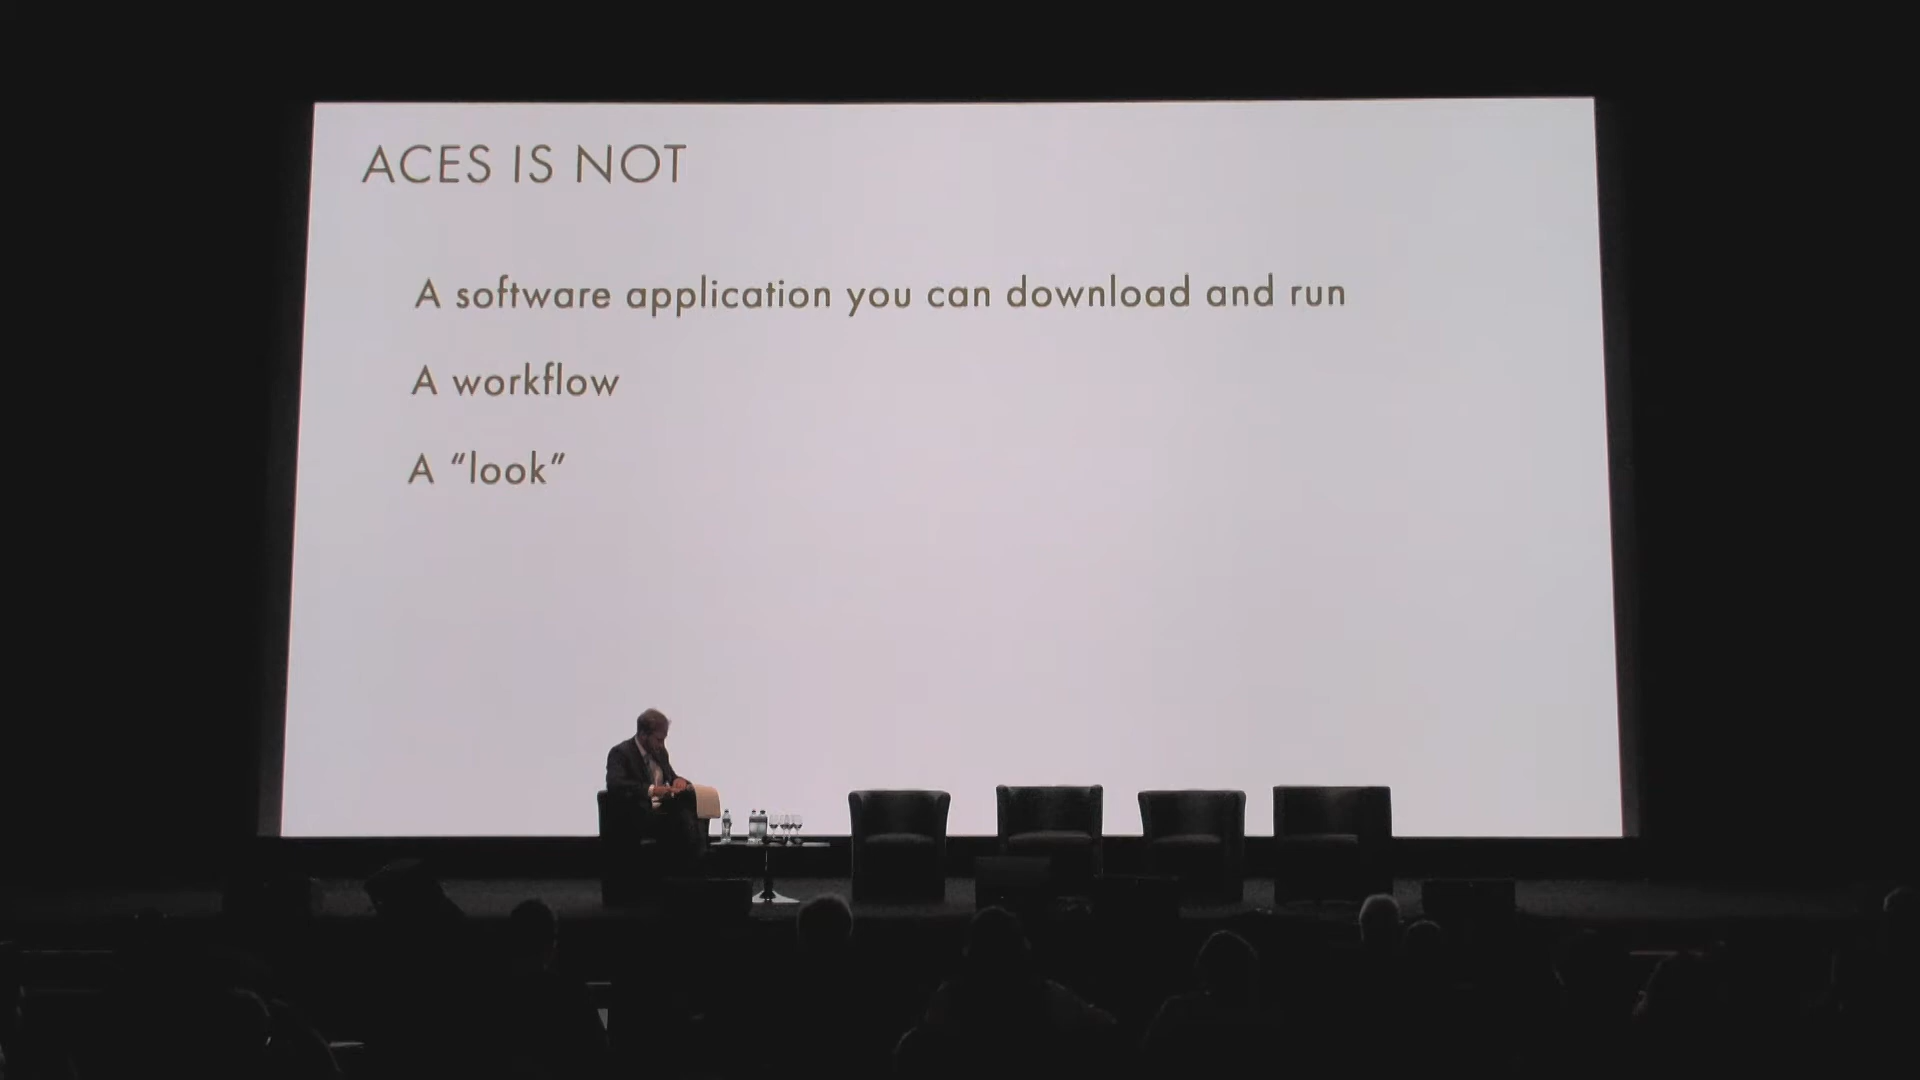 ACES IS NOT
A software application you can download and run
A workflow
A “look”